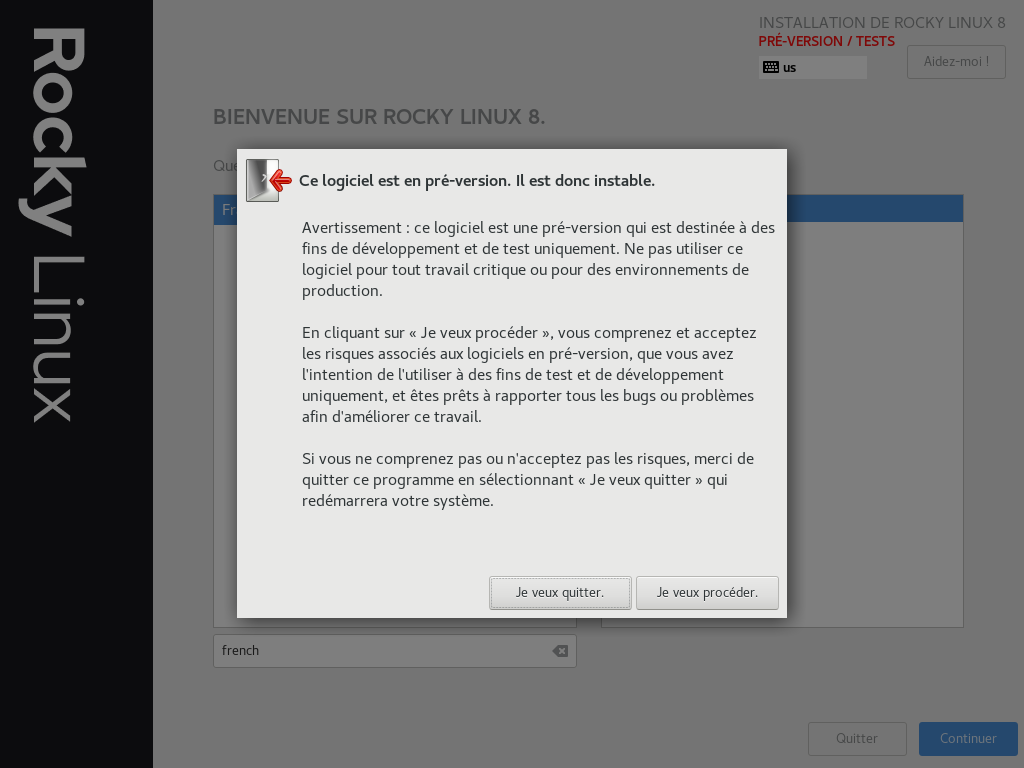 Rocky Linux
INSTALLATION DE ROCKY LINUX 8
PRÉ-VERSION / TESTS
us
Aidez-moi !
BIENVENUE SUR ROCKY LINUX 8.
Ce logiciel est en pré-version. Il est donc instable.
Avertissement : ce logiciel est une pré-version qui est destinée à des
fins de développement et de test uniquement. Ne pas utiliser ce
logiciel pour tout travail critique ou pour des environnements de
production.
En cliquant sur « Je veux procéder », vous comprenez et acceptez
les risques associés aux logiciels en pré-version, que vous avez
l'intention de l'utiliser à des fins de test et de développement
uniquement, et êtes prêts à rapporter tous les bugs ou problèmes
afin d'améliorer ce travail.
Si vous ne comprenez pas ou n'acceptez pas les risques, merci de
quitter ce programme en sélectionnant « Je veux quitter » qui
redémarrera votre système.
Je veux quitter.
Je veux procéder.
french
Quitter
Continuer